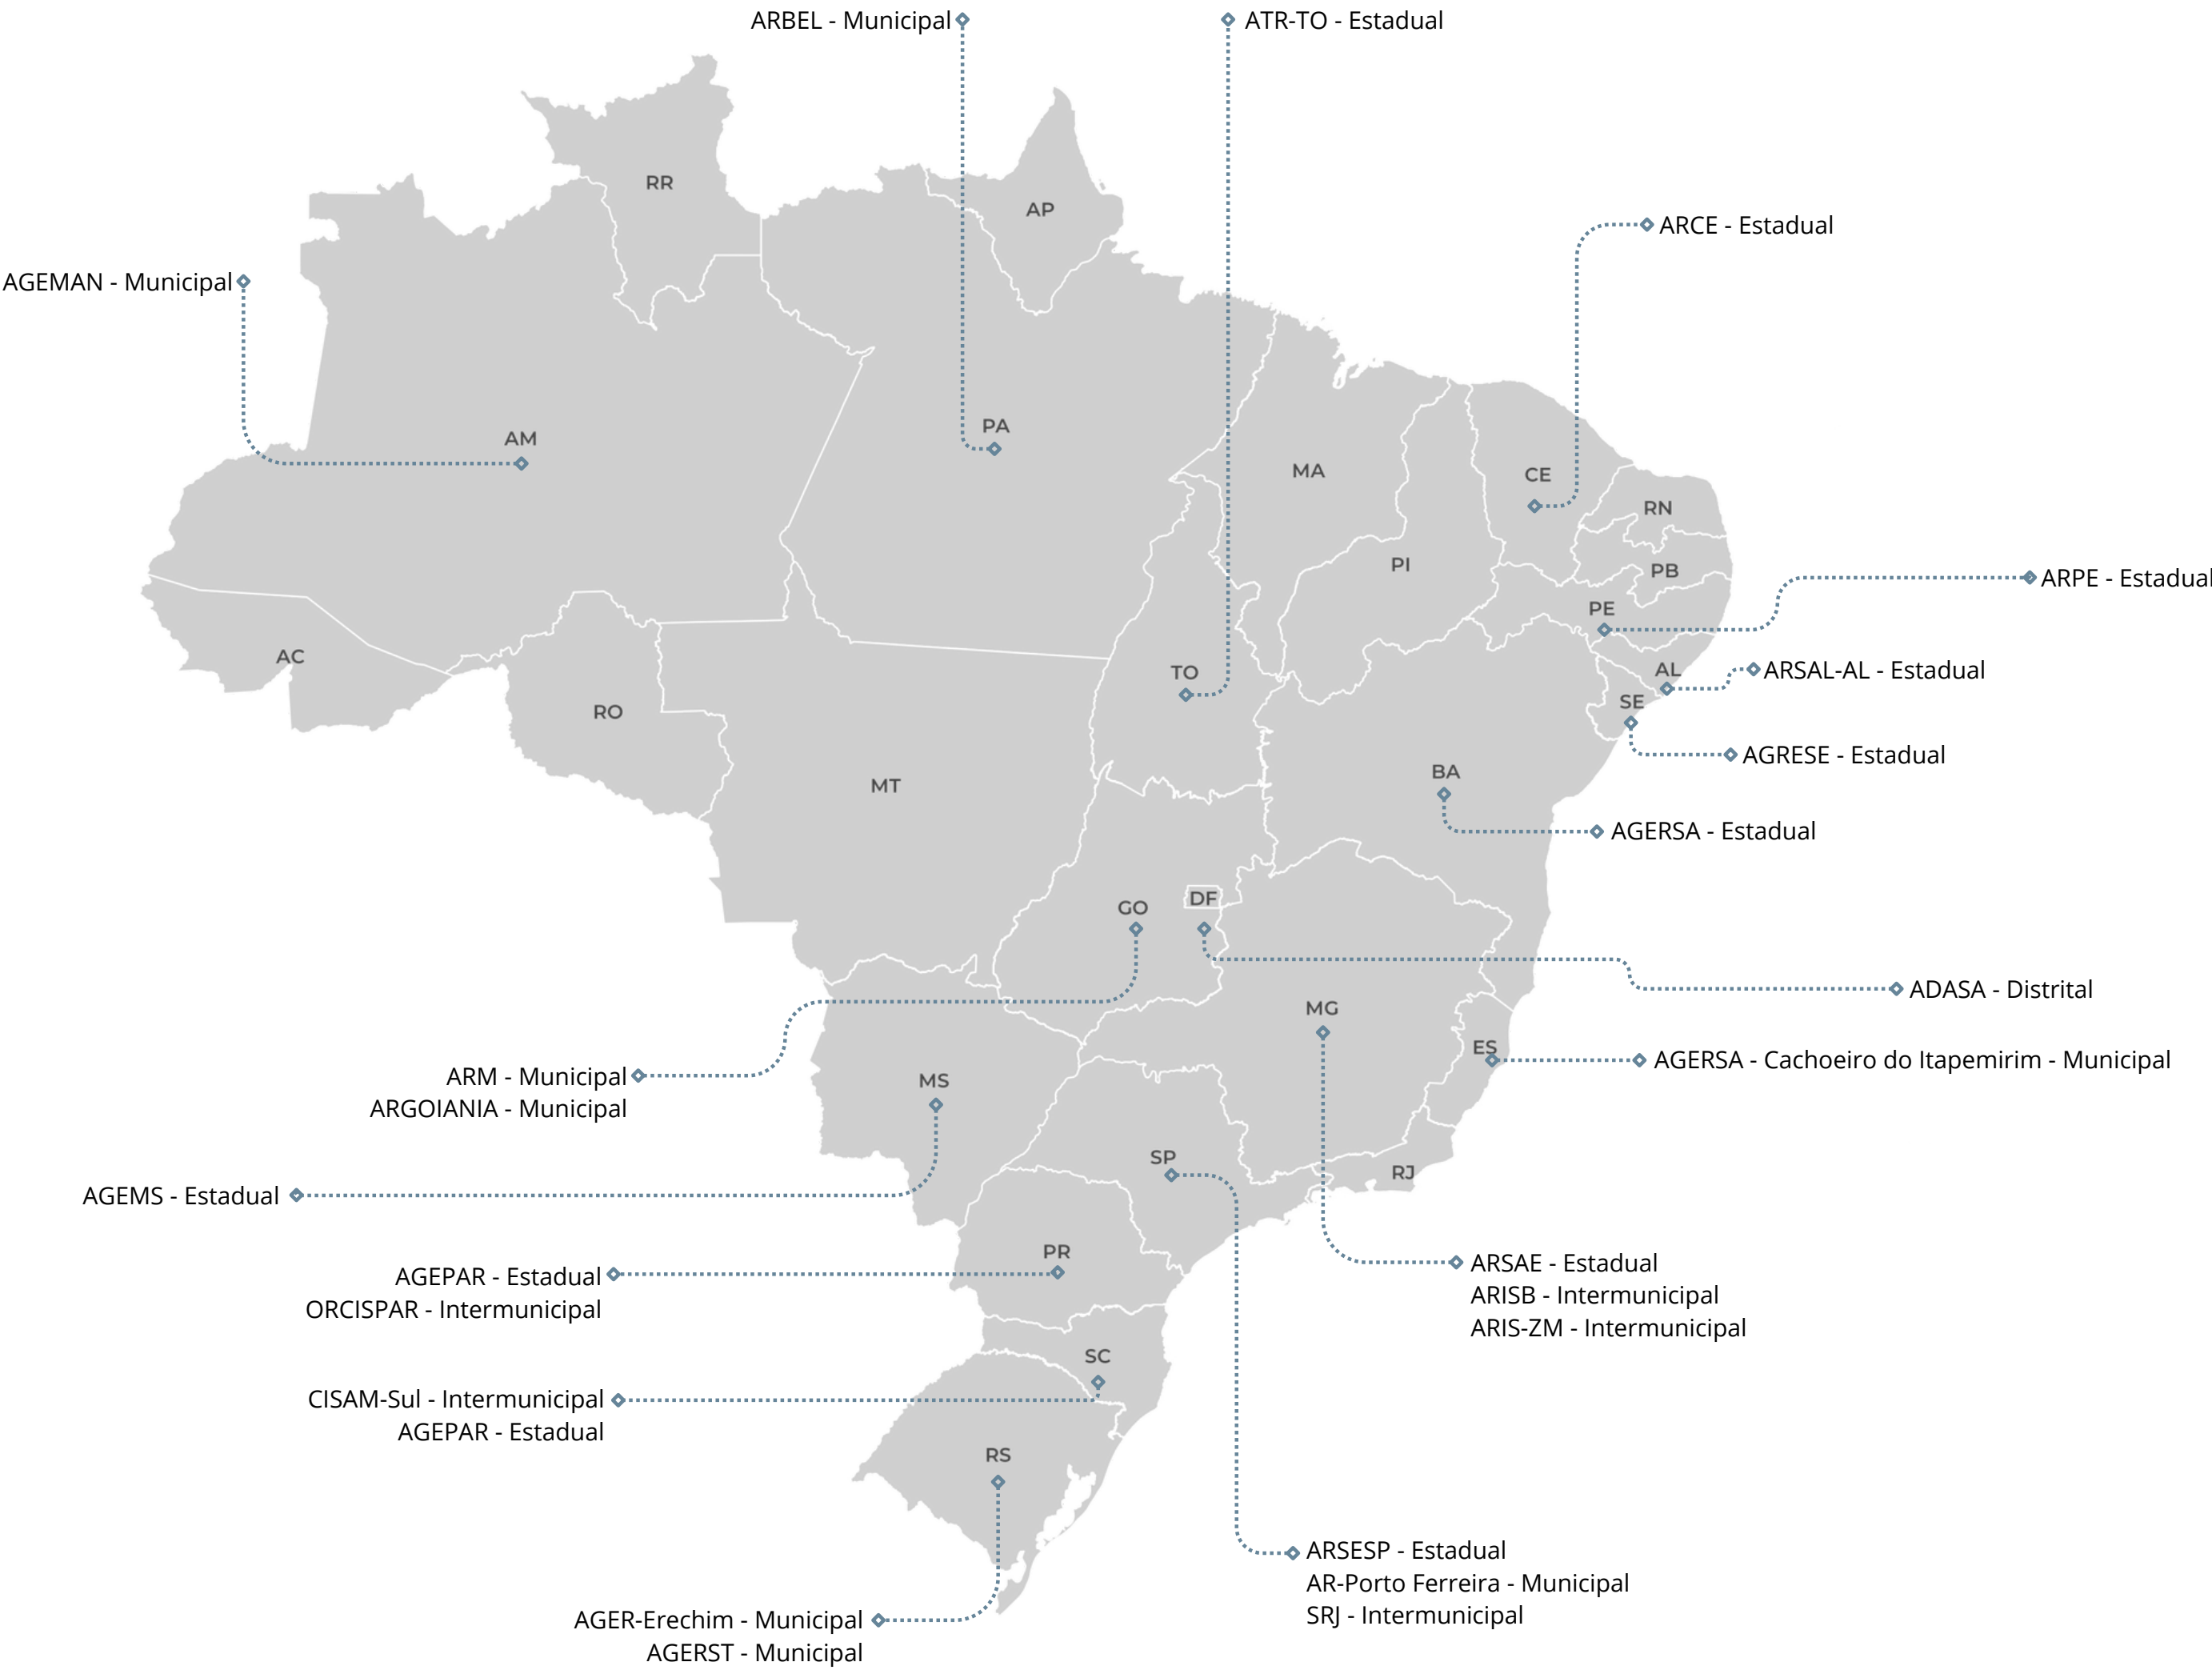 ARBEL - Municipal
ATR-TO - Estadual
RR
AP
ARCE - Estadual
AGEMAN - Municipal
AM
PA
MA
CE
RN
PI
PB
ARPE - Estadual
PE
AC
TO
AL
ARSAL-AL - Estadual
RO
SE
AGRESE - Estadual
MT
BA
AGERSA - Estadual
GO
DF
ADASA - Distrital
MG
ES
AGERSA - Cachoeiro do Itapemirim - Municipal
ARM - Municipal
ARGOIANIA - Municipal
MS
SP
RJ
AGEMS - Estadual
PR
AGEPAR - Estadual
ORCISPAR - Intermunicipal
ARSAE - Estadual
ARISB - Intermunicipal
ARIS-ZM - Intermunicipal
SC
CISAM-Sul - Intermunicipal
AGEPAR - Estadual
RS
ARSESP - Estadual
AR-Porto Ferreira - Municipal
SRJ - Intermunicipal
AGER-Erechim - Municipal
AGERST - Municipal